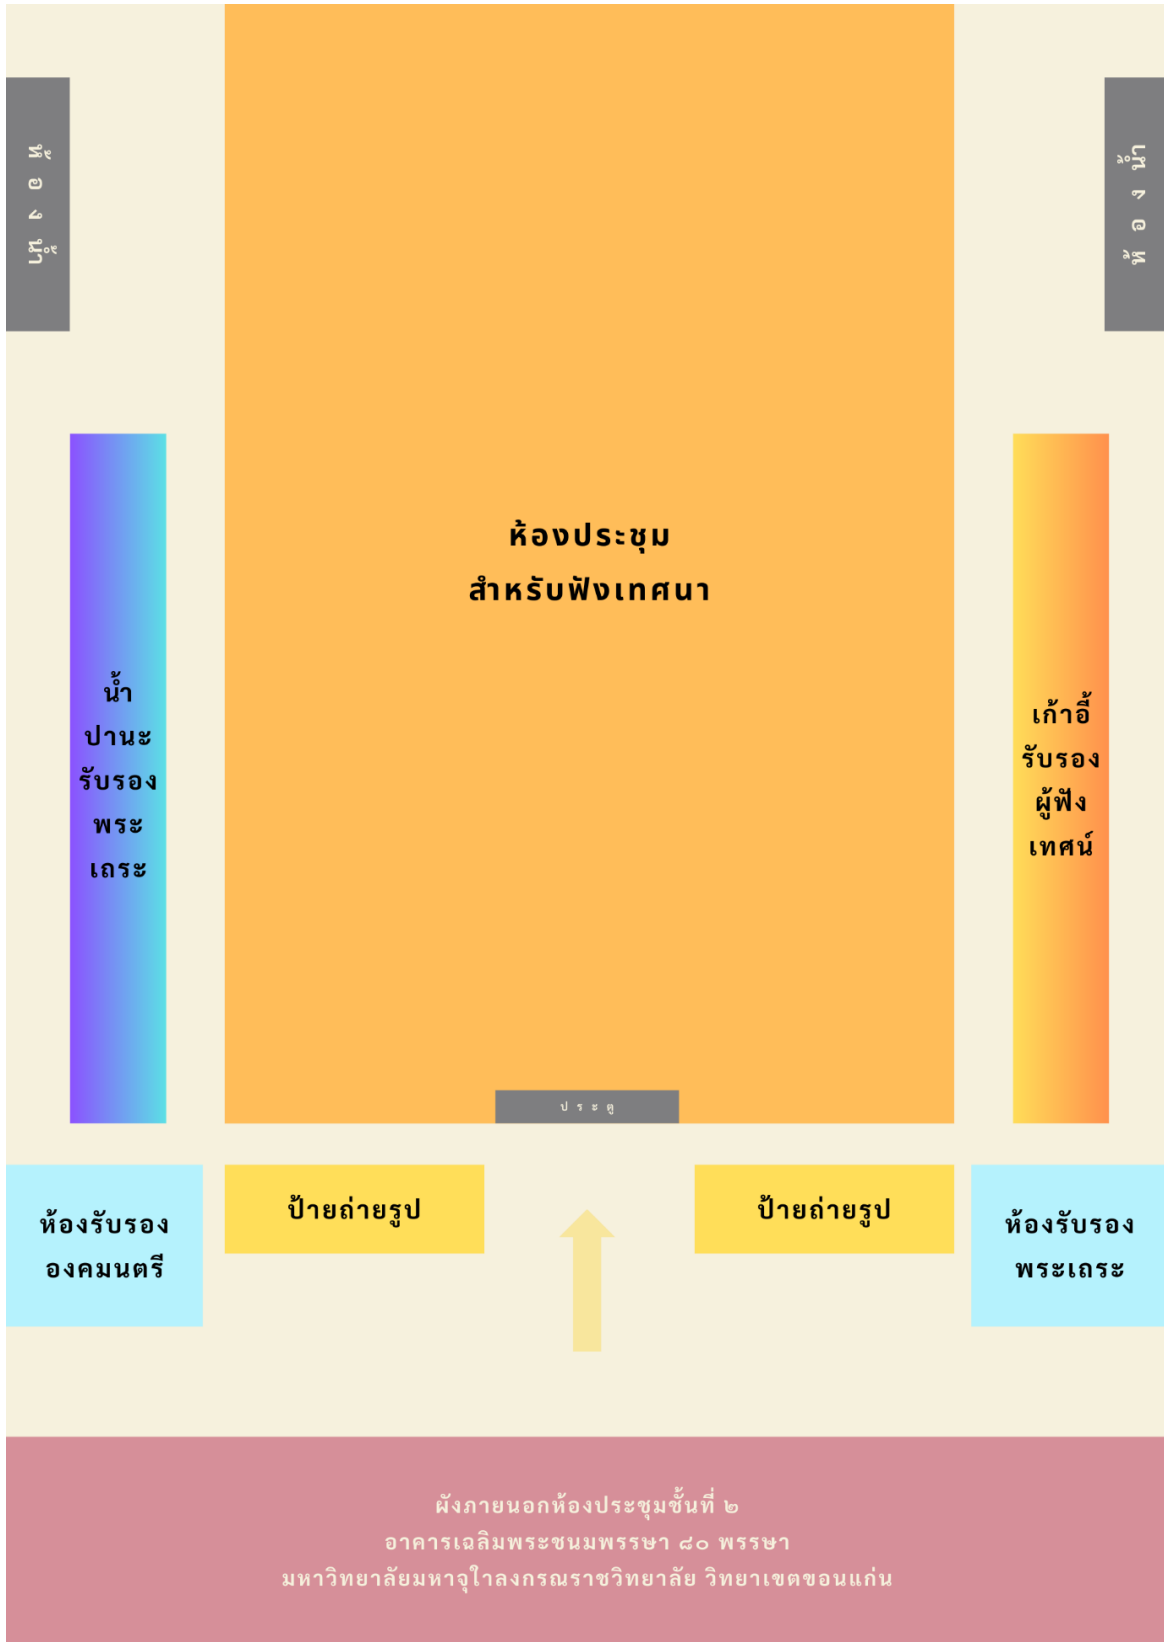 ห้องน้ำ
ห้องน้ำ
ห้องประชุม
สำหรับฟังเทศนา
น้ำ
ปานะ
รับรอง
พระ
เถระ
เก้าอี้
รับรอง
ผู้ฟัง
เทศน์
ประตู
ห้องรับรอง
องคมนตรี
ป้ายถ่ายรูป
ป้ายถ่ายรูป
ห้องรับรอง
พระเถระ
ผังภายนอกห้องประชุมชั้นที่ ๒
อาคารเฉลิมพระชนมพรรษา ๘๐ พรรษา
มหาวิทยาลัยมหาจุใาลงกรณราชวิทยาลัย วิทยาเขตขอนแก่น